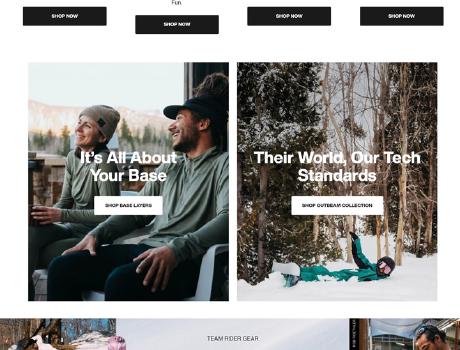 Fun.
SHOP NOW
SHOP NOW
SHOP NOW
SHOP NOW
It's All About
Your Base
SHOP BASE LAYERS
Their World, Our Tech
Standards
SHOP OUTBEAM COLLECTION
TEAM RIDER GEAR